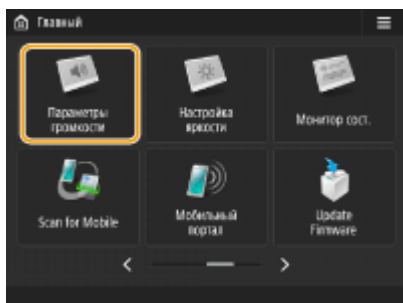 Главный
Параметры
громкости
Настройка
яркости
Монитор сост.
Scan for Mobile
Мобильный
портал
Update
Firmware